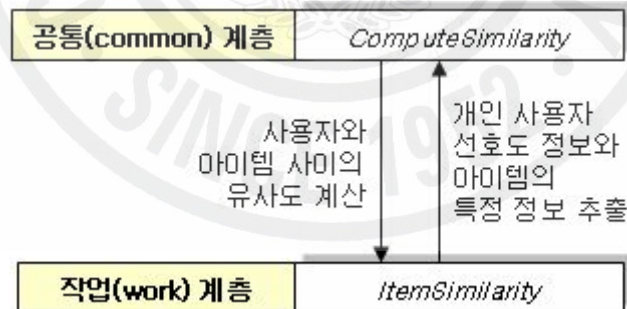 공통(common) 계층
ComputeSimilarity
사용자와
아이템 사이의
유사도 계산
개인 사용자
선호도 정보와
아이템의
특정 정보 추출
작업(work) 계층
ItemSimilarity
SINCE 1952